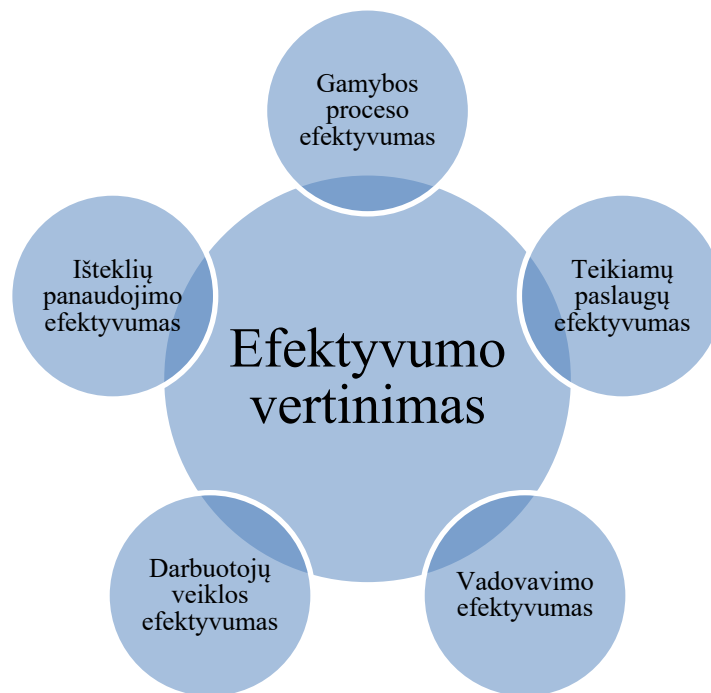 Gamybos
proceso
efektyvumas
Išteklių
panaudojimo
efektyvumas
Teikiamų
paslaugų
efektyvumas
Efektyvumo
vertinimas
Darbuotojų
veiklos
efektyvumas
Vadovavimo
efektyvumas